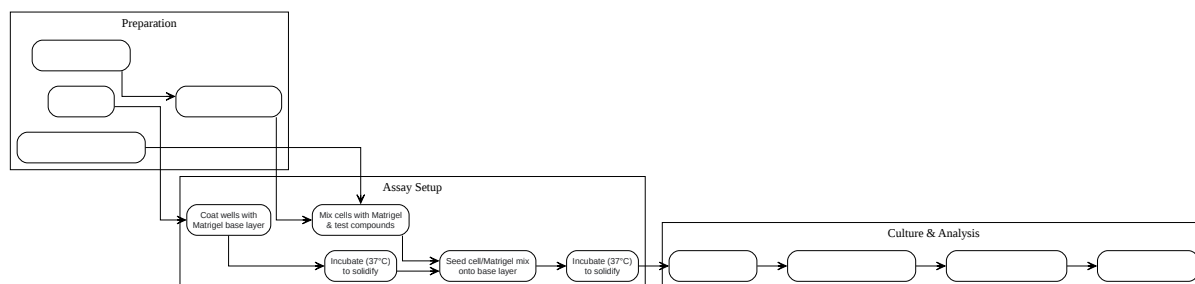 Preparation
Assay Setup
Coat wells with
Matrigel base layer
Mix cells with Matrigel
& test compounds
Incubate (37°C)
to solidify
Seed cell/Matrigel mix
onto base layer
Incubate (37°C)
to solidify
Culture & Analysis